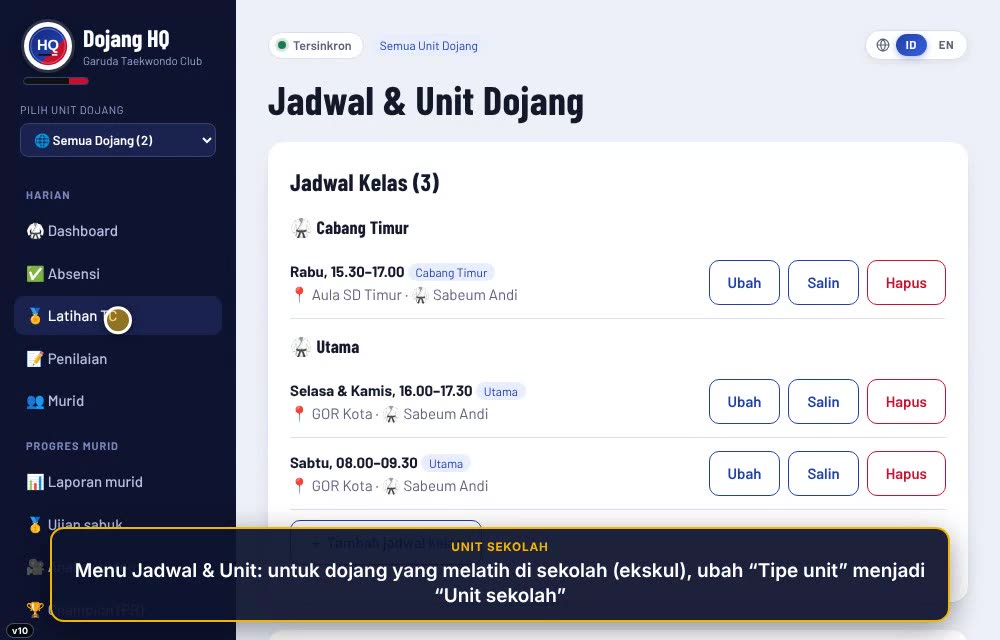 HQ
Dojang HQ
Garuda Taekwondo Club
PILIH UNIT DOJANG
Semua Dojang (2)
HARIAN
Dashboard
Absensi
Latihan TC
Penilaian
Murid
PROGRES MURID
Laporan murid
Ujian sabuk
Champion (PR)
v10
Tersinkron
Semua Unit Dojang
ID
EN
Jadwal & Unit Dojang
Jadwal Kelas (3)
Cabang Timur
Rabu, 15.30–17.00 Cabang Timur
Aula SD Timur · Sabeum Andi
Ubah
Salin
Hapus
Utama
Selasa & Kamis, 16.00–17.30 Utama
GOR Kota · Sabeum Andi
Ubah
Salin
Hapus
Sabtu, 08.00–09.30 Utama
GOR Kota · Sabeum Andi
Ubah
Salin
Hapus
+ Tambah jadwal
UNIT SEKOLAH
Menu Jadwal & Unit: untuk dojang yang melatih di sekolah (ekskul), ubah “Tipe unit” menjadi
“Unit sekolah”